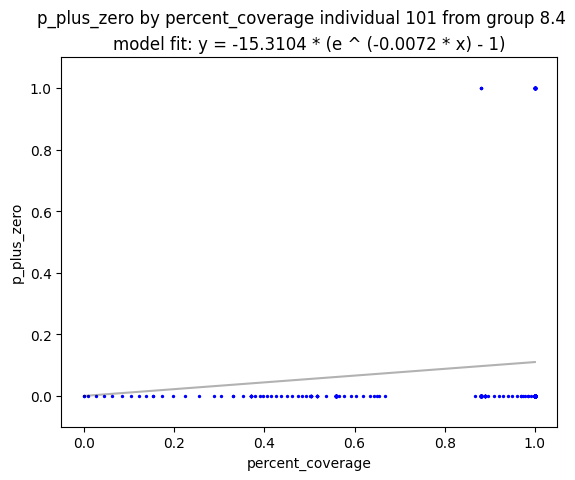 p_plus_zero by percent_coverage individual 101 from group 8.4
model fit: y = -15.3104 * (e ^ (-0.0072 * x) - 1)
1.0
0.8
0.6
0.4
0.2
0.0
p_plus_zero
0.0 0.2 0.4 0.6 0.8 1.0
percent_coverage